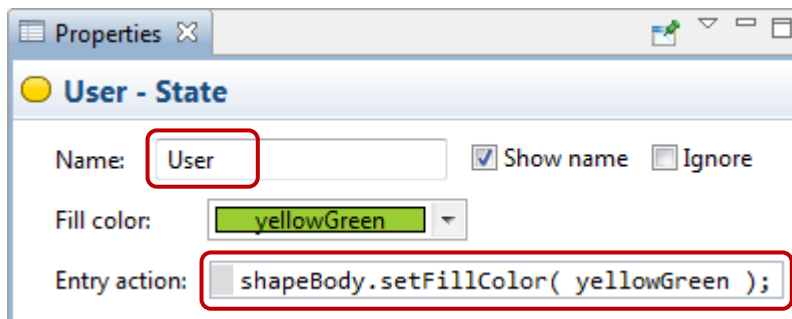 Properties
User - State
Name: User Show name Ignore
Fill color: yellowGreen
Entry action: shapeBody.setFillColor( yellowGreen );